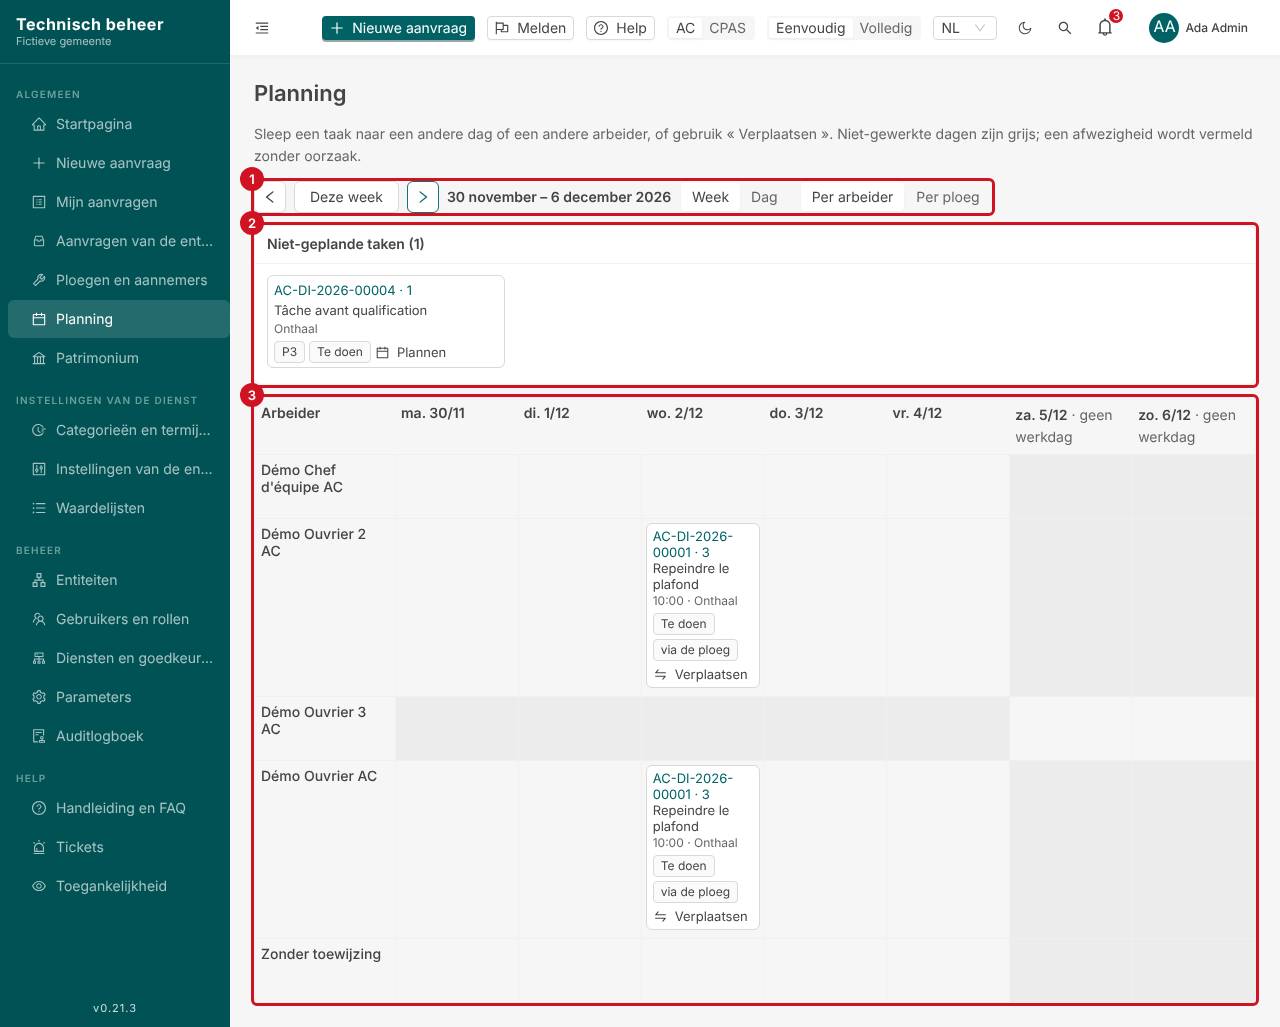 Technisch beheer
Fictieve gemeente
ALGEMEEN
Startpagina
Nieuwe aanvraag
Mijn aanvragen
Aanvragen van de ent...
Ploegen en aannemers
Planning
Patrimonium
INSTELLINGEN VAN DE DIENST
Categorieën en termij...
Instellingen van de en...
Waardelijsten
BEHEER
Entiteiten
Gebruikers en rollen
Diensten en goedkeur...
Parameters
Auditlogboek
HELP
Handleiding en FAQ
Tickets
Toegankelijkheid
v0.21.3
Nieuwe aanvraag Melden Help AC CPAS Eenvoudig Volledig NL 3 AA Ada Admin
Planning
Sleep een taak naar een andere dag of een andere arbeider, of gebruik « Verplaatsen ». Niet-gewerkte dagen zijn grijs; een afwezigheid wordt vermeld
zonder oorzaak.
1
Deze week 30 november – 6 december 2026 Week Dag Per arbeider Per ploeg
2
Niet-geplande taken (1)
AC-DI-2026-00004 · 1
Tâche avant qualification
Onthaal
P3 Te doen Plannen
3
Arbeider ma. 30/11 di. 1/12 wo. 2/12 do. 3/12 vr. 4/12 za. 5/12 · geen zo. 6/12 · geen
werkdag werkdag
Démo Chef
d'équipe AC
Démo Ouvrier 2
AC
AC-DI-2026-
00001 · 3
Repeindre le
plafond
10:00 · Onthaal
Te doen
via de ploeg
Verplaatsen
Démo Ouvrier 3
AC
Démo Ouvrier AC
AC-DI-2026-
00001 · 3
Repeindre le
plafond
10:00 · Onthaal
Te doen
via de ploeg
Verplaatsen
Zonder toewijzing